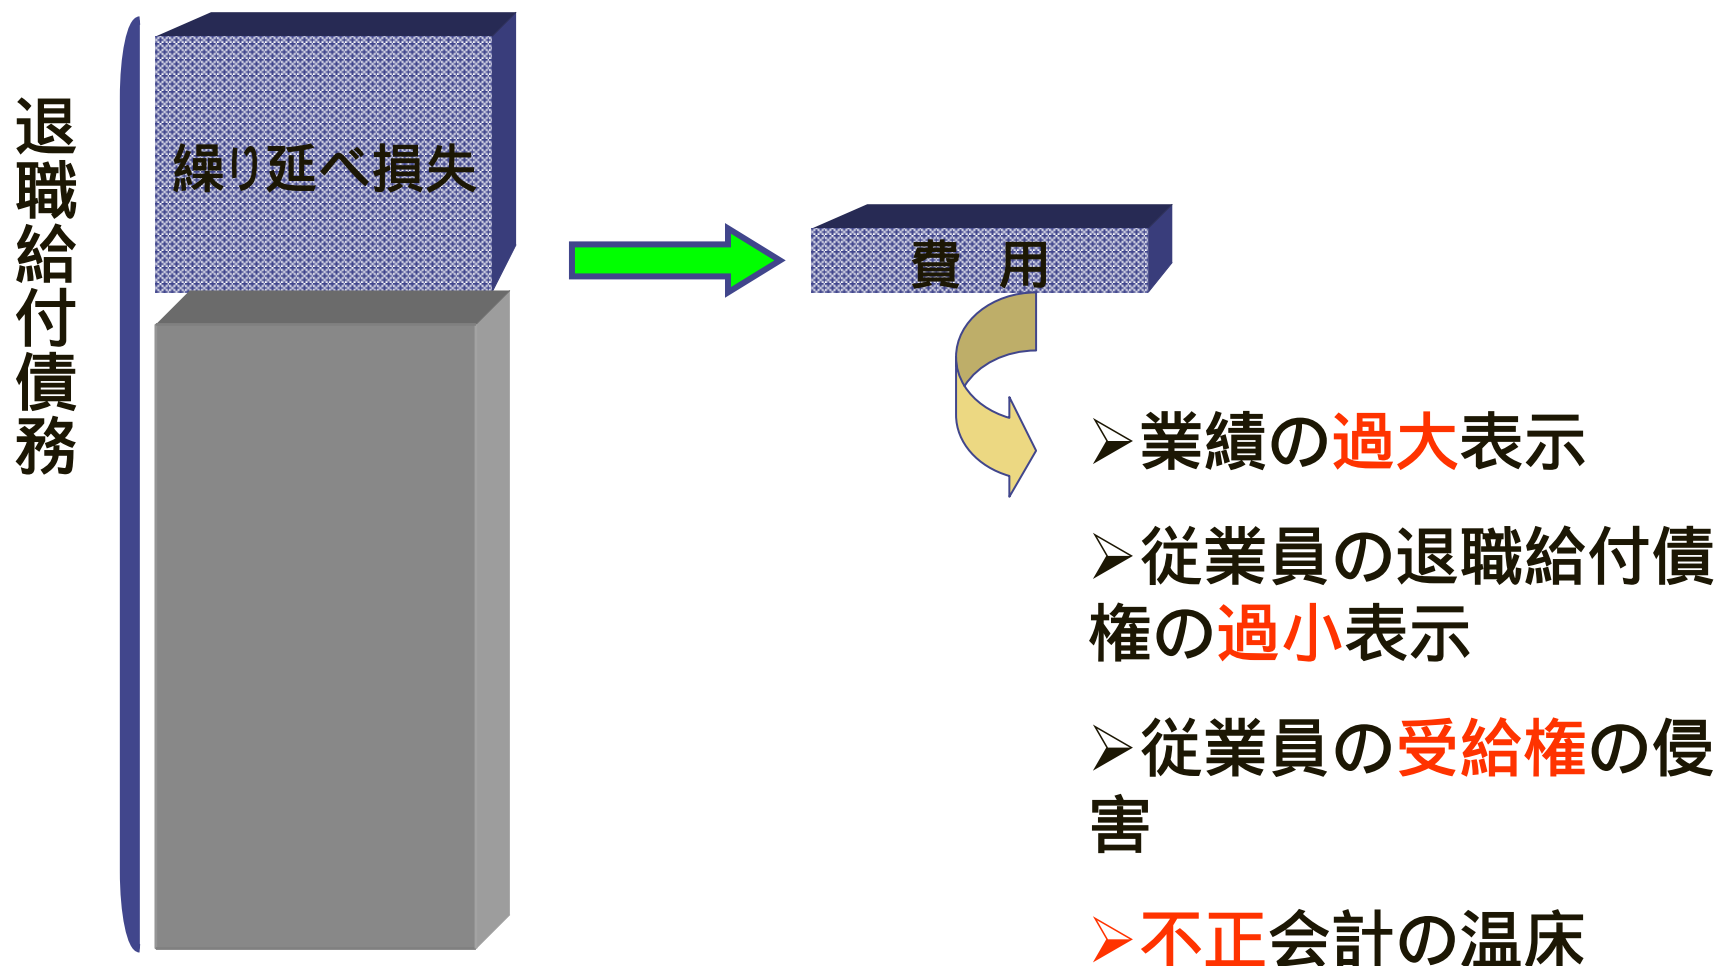 退職給付債務
繰り延べ損失
費　用
➢業績の過大表示
➢従業員の退職給付債
権の過小表示
➢従業員の受給権の侵
害
➢不正会計の温床